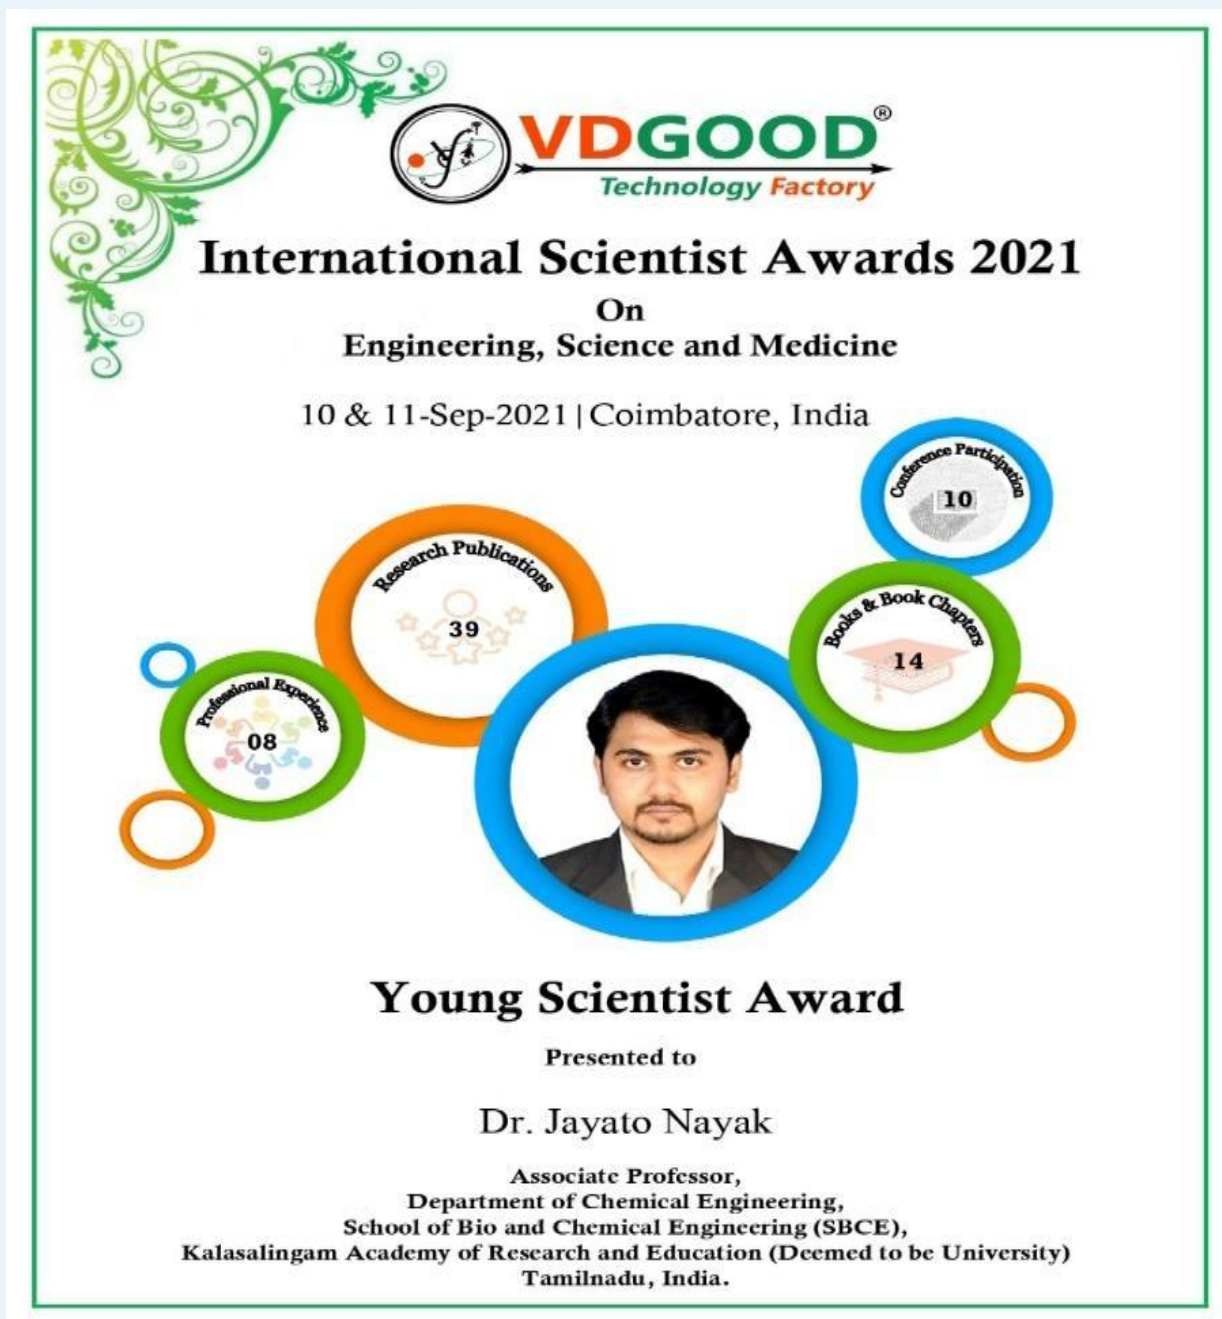 VDGOOD®
Technology Factory
International Scientist Awards 2021
On
Engineering, Science and Medicine
10 & 11-Sep-2021|Coimbatore, India
Conference Participation
10
Research Publications
39
Books & Book Chapters
14
Professional Experience
08
Young Scientist Award
Presented to
Dr. Jayato Nayak
Associate Professor,
Department of Chemical Engineering,
School of Bio and Chemical Engineering (SBCE),
Kalasalingam Academy of Research and Education (Deemed to be University)
Tamilnadu, India.